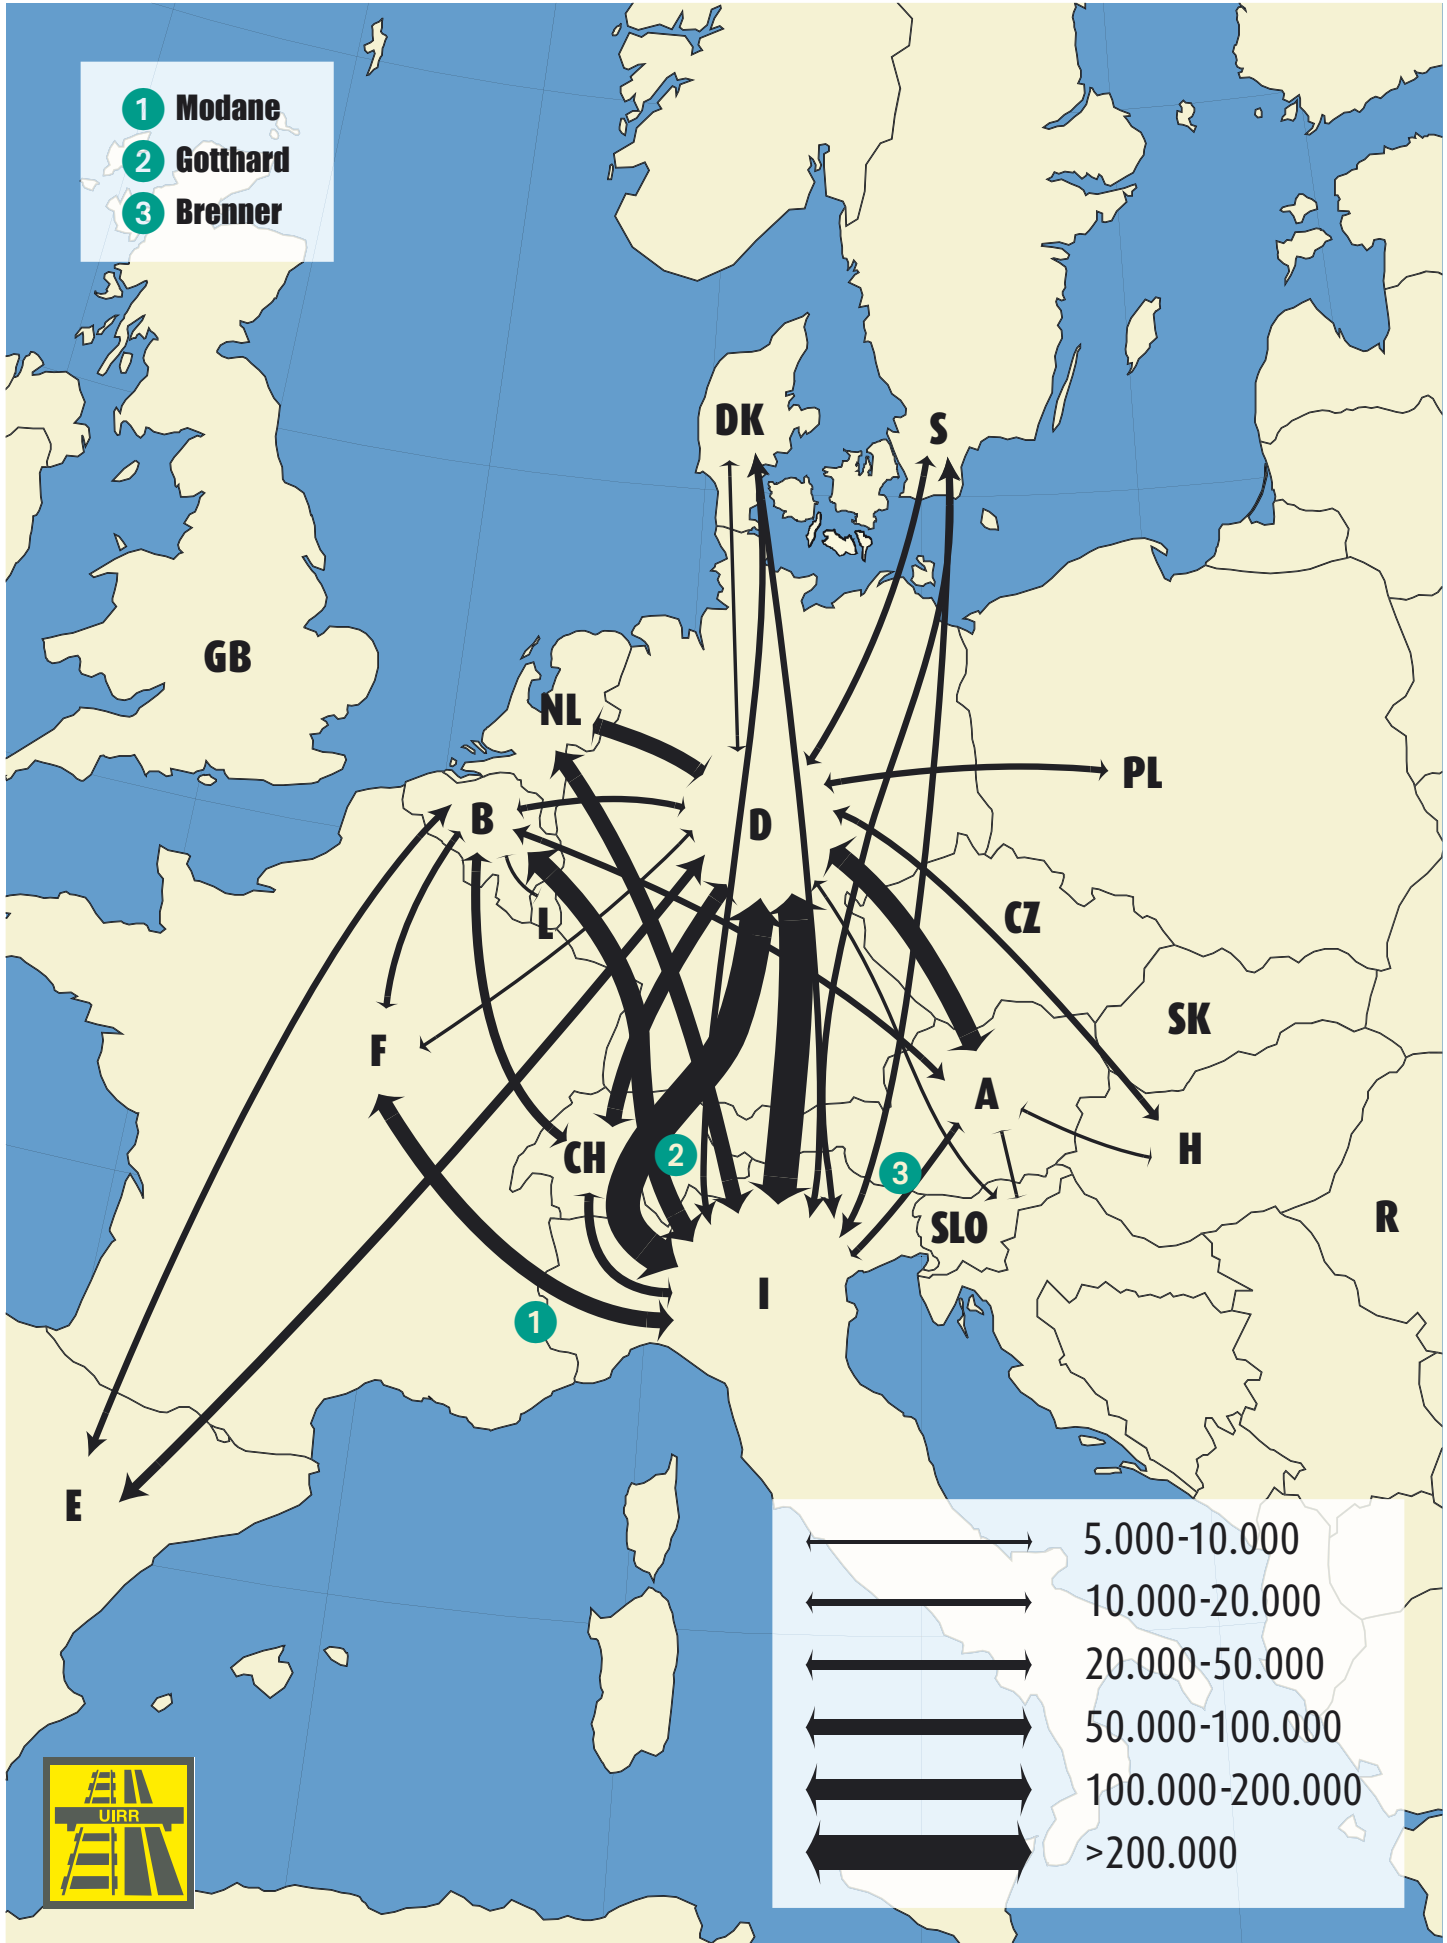 1 Modane
2 Gotthard
3 Brenner
DK
S
GB
NL
PL
B
D
CZ
L
SK
F
A
H
CH
2
3
R
SLO
I
1
E
5.000-10.000
10.000-20.000
20.000-50.000
50.000-100.000
100.000-200.000
>200.000
UIRR